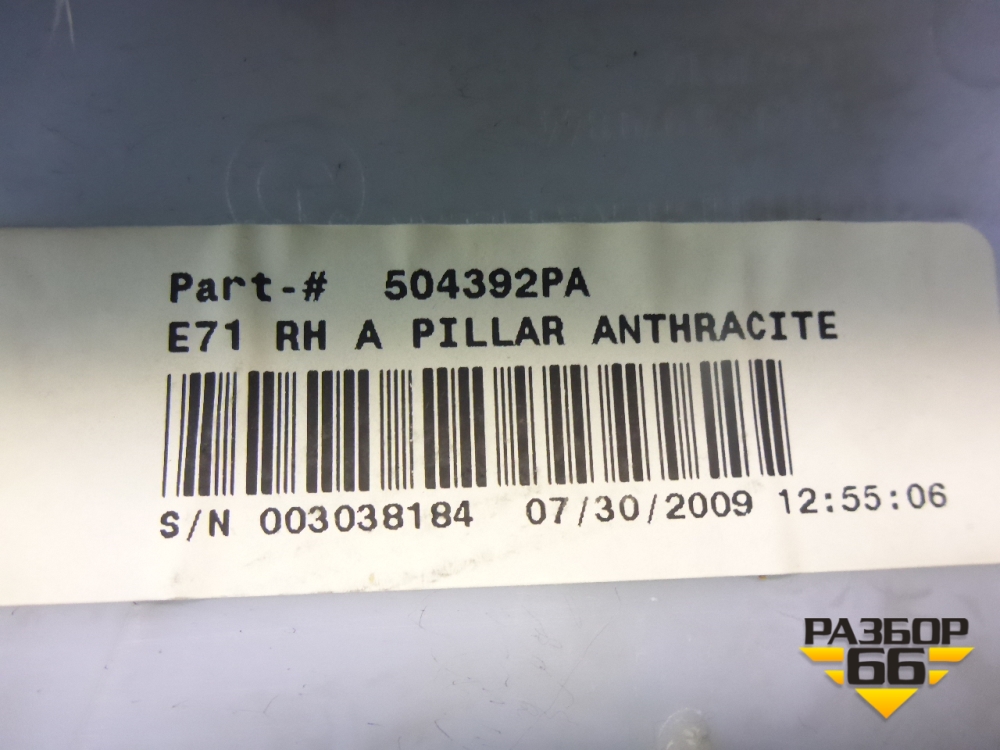 Part-# 504392PA
E71 RH A PILLAR ANTHRACITE
S/N 003038184 07/30/2009 12:55:06
РАЗБОР
66